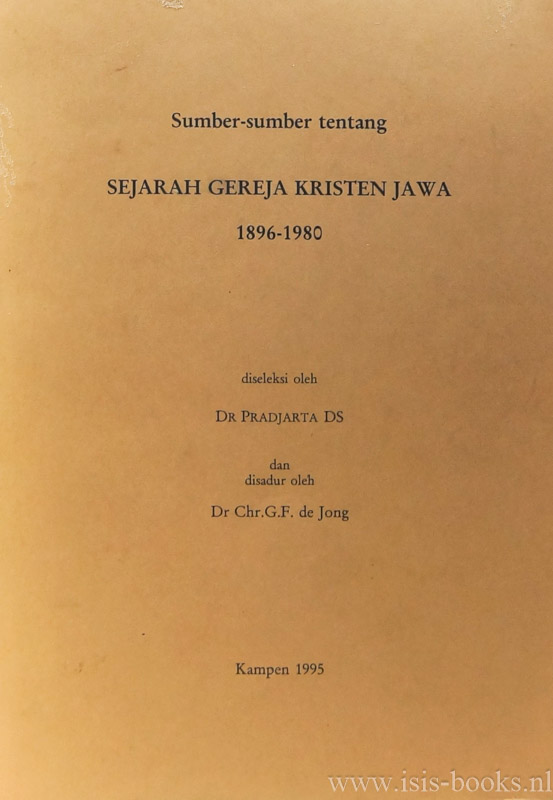 Sumber-sumber tentang
SEJARAH GEREJA KRISTEN JAWA
1896-1980
diseleksi oleh
DR PRADJARTA DS
dan
disadur oleh
Dr Chr.G.F. de Jong
Kampen 1995
www.isis-books.nl